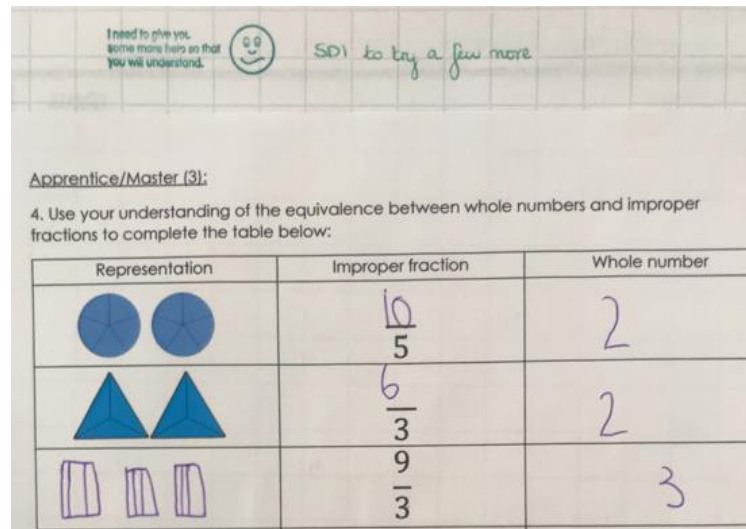 I need to give you
some more help so that
you will understand.
SDI to try a few more
Apprentice/Master (3):
4. Use your understanding of the equivalence between whole numbers and improper
fractions to complete the table below:
Representation Improper fraction Whole number
10
5
2
6
3
2
9
3
3